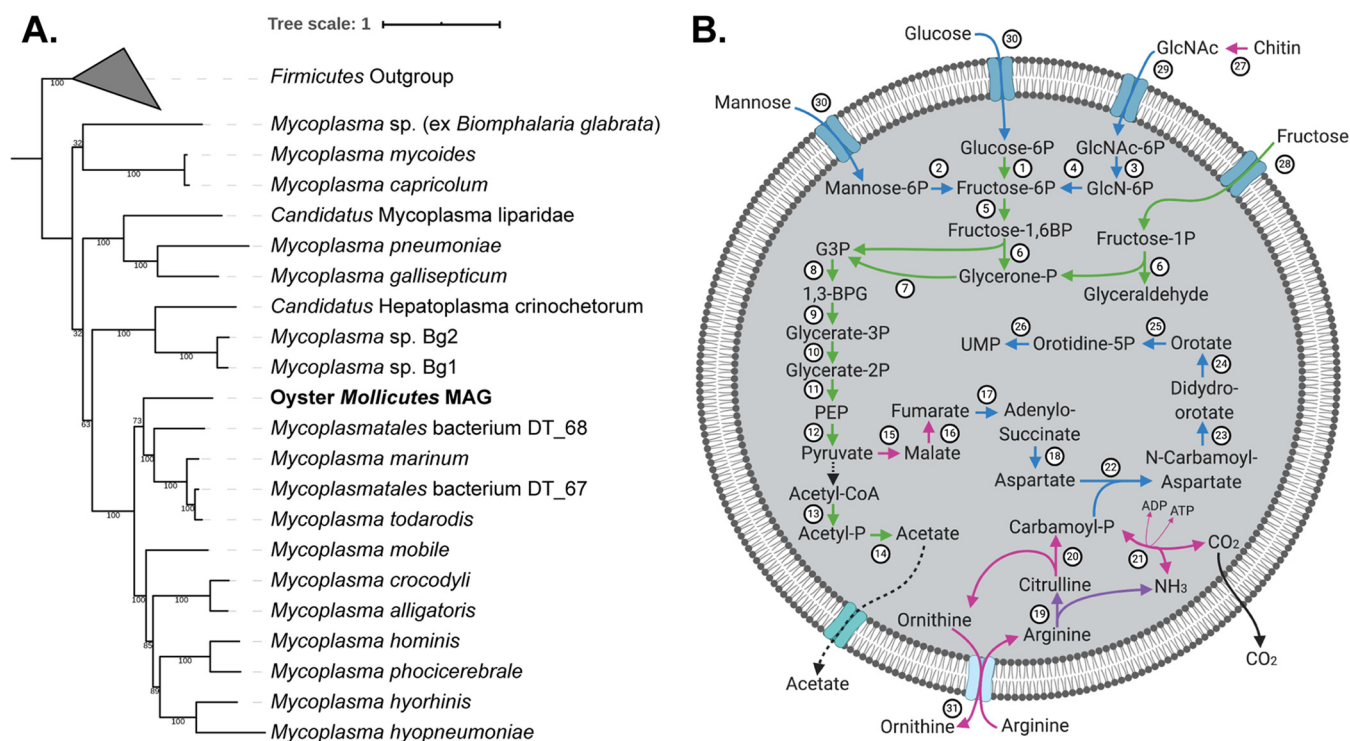 A.
Tree scale: 1
Firmicutes Outgroup
Mycoplasma sp. (ex Biomphalaria glabrata)
Mycoplasma mycoides
Mycoplasma capricolum
Candidatus Mycoplasma liparidae
Mycoplasma pneumoniae
Mycoplasma gallisepticum
Candidatus Hepatoplasma crinochetorum
Mycoplasma sp. Bg2
Mycoplasma sp. Bg1
Oyster Mollicutes MAG
Mycoplasmatales bacterium DT_68
Mycoplasma marinum
Mycoplasmatales bacterium DT_67
Mycoplasma todarodis
Mycoplasma mobile
Mycoplasma crocodyli
Mycoplasma alligatoris
Mycoplasma hominis
Mycoplasma phocicerebrale
Mycoplasma hyorhinis
Mycoplasma hyopneumoniae
100
32
100
100
100
32
100
100
63
73
100
100
100
100
100
100
85
100
89
100
B.
Glucose
30
GlcNAc
Chitin
29
27
Mannose
30
Fructose
28
Glucose-6P
GlcNAc-6P
2
1
4
3
Mannose-6P
Fructose-6P
GlcN-6P
5
Fructose-1,6BP
Fructose-1P
G3P
6
6
8
7
Glycerone-P
1,3-BPG
Glyceraldehyde
9
Glycerate-3P
26
25
UMP
Orotidine-5P
Orotate
10
24
Glycerate-2P
11
17
Didydro-
PEP
Fumarate
Adenylo-
orotate
12
15
16
Succinate
23
Pyruvate
Malate
18
22
N-Carbamoyl-
Aspartate
Aspartate
Acetyl-CoA
13
ADP
ATP
Acetyl-P
Acetate
Carbamoyl-P
CO2
14
20
21
Citrulline
NH3
19
Ornithine
Arginine
CO2
Acetate
31
Ornithine
Arginine